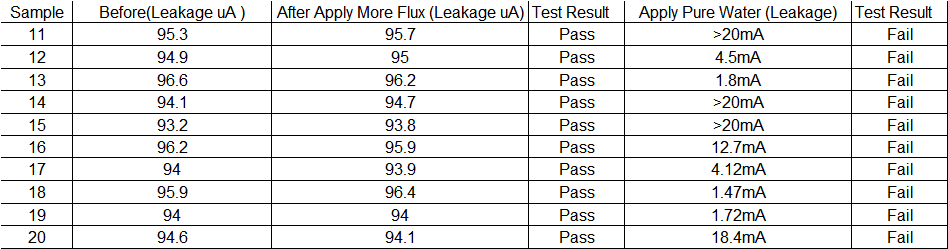 Sample Before(Leakage uA ) After Apply More Flux (Leakage uA) Test Result Apply Pure Water (Leakage) Test Result
11 95.3 95.7 Pass >20mA Fail
12 94.9 95 Pass 4.5mA Fail
13 96.6 96.2 Pass 1.8mA Fail
14 94.1 94.7 Pass >20mA Fail
15 93.2 93.8 Pass >20mA Fail
16 96.2 95.9 Pass 12.7mA Fail
17 94 93.9 Pass 4.12mA Fail
18 95.9 96.4 Pass 1.47mA Fail
19 94 94 Pass 1.72mA Fail
20 94.6 94.1 Pass 18.4mA Fail